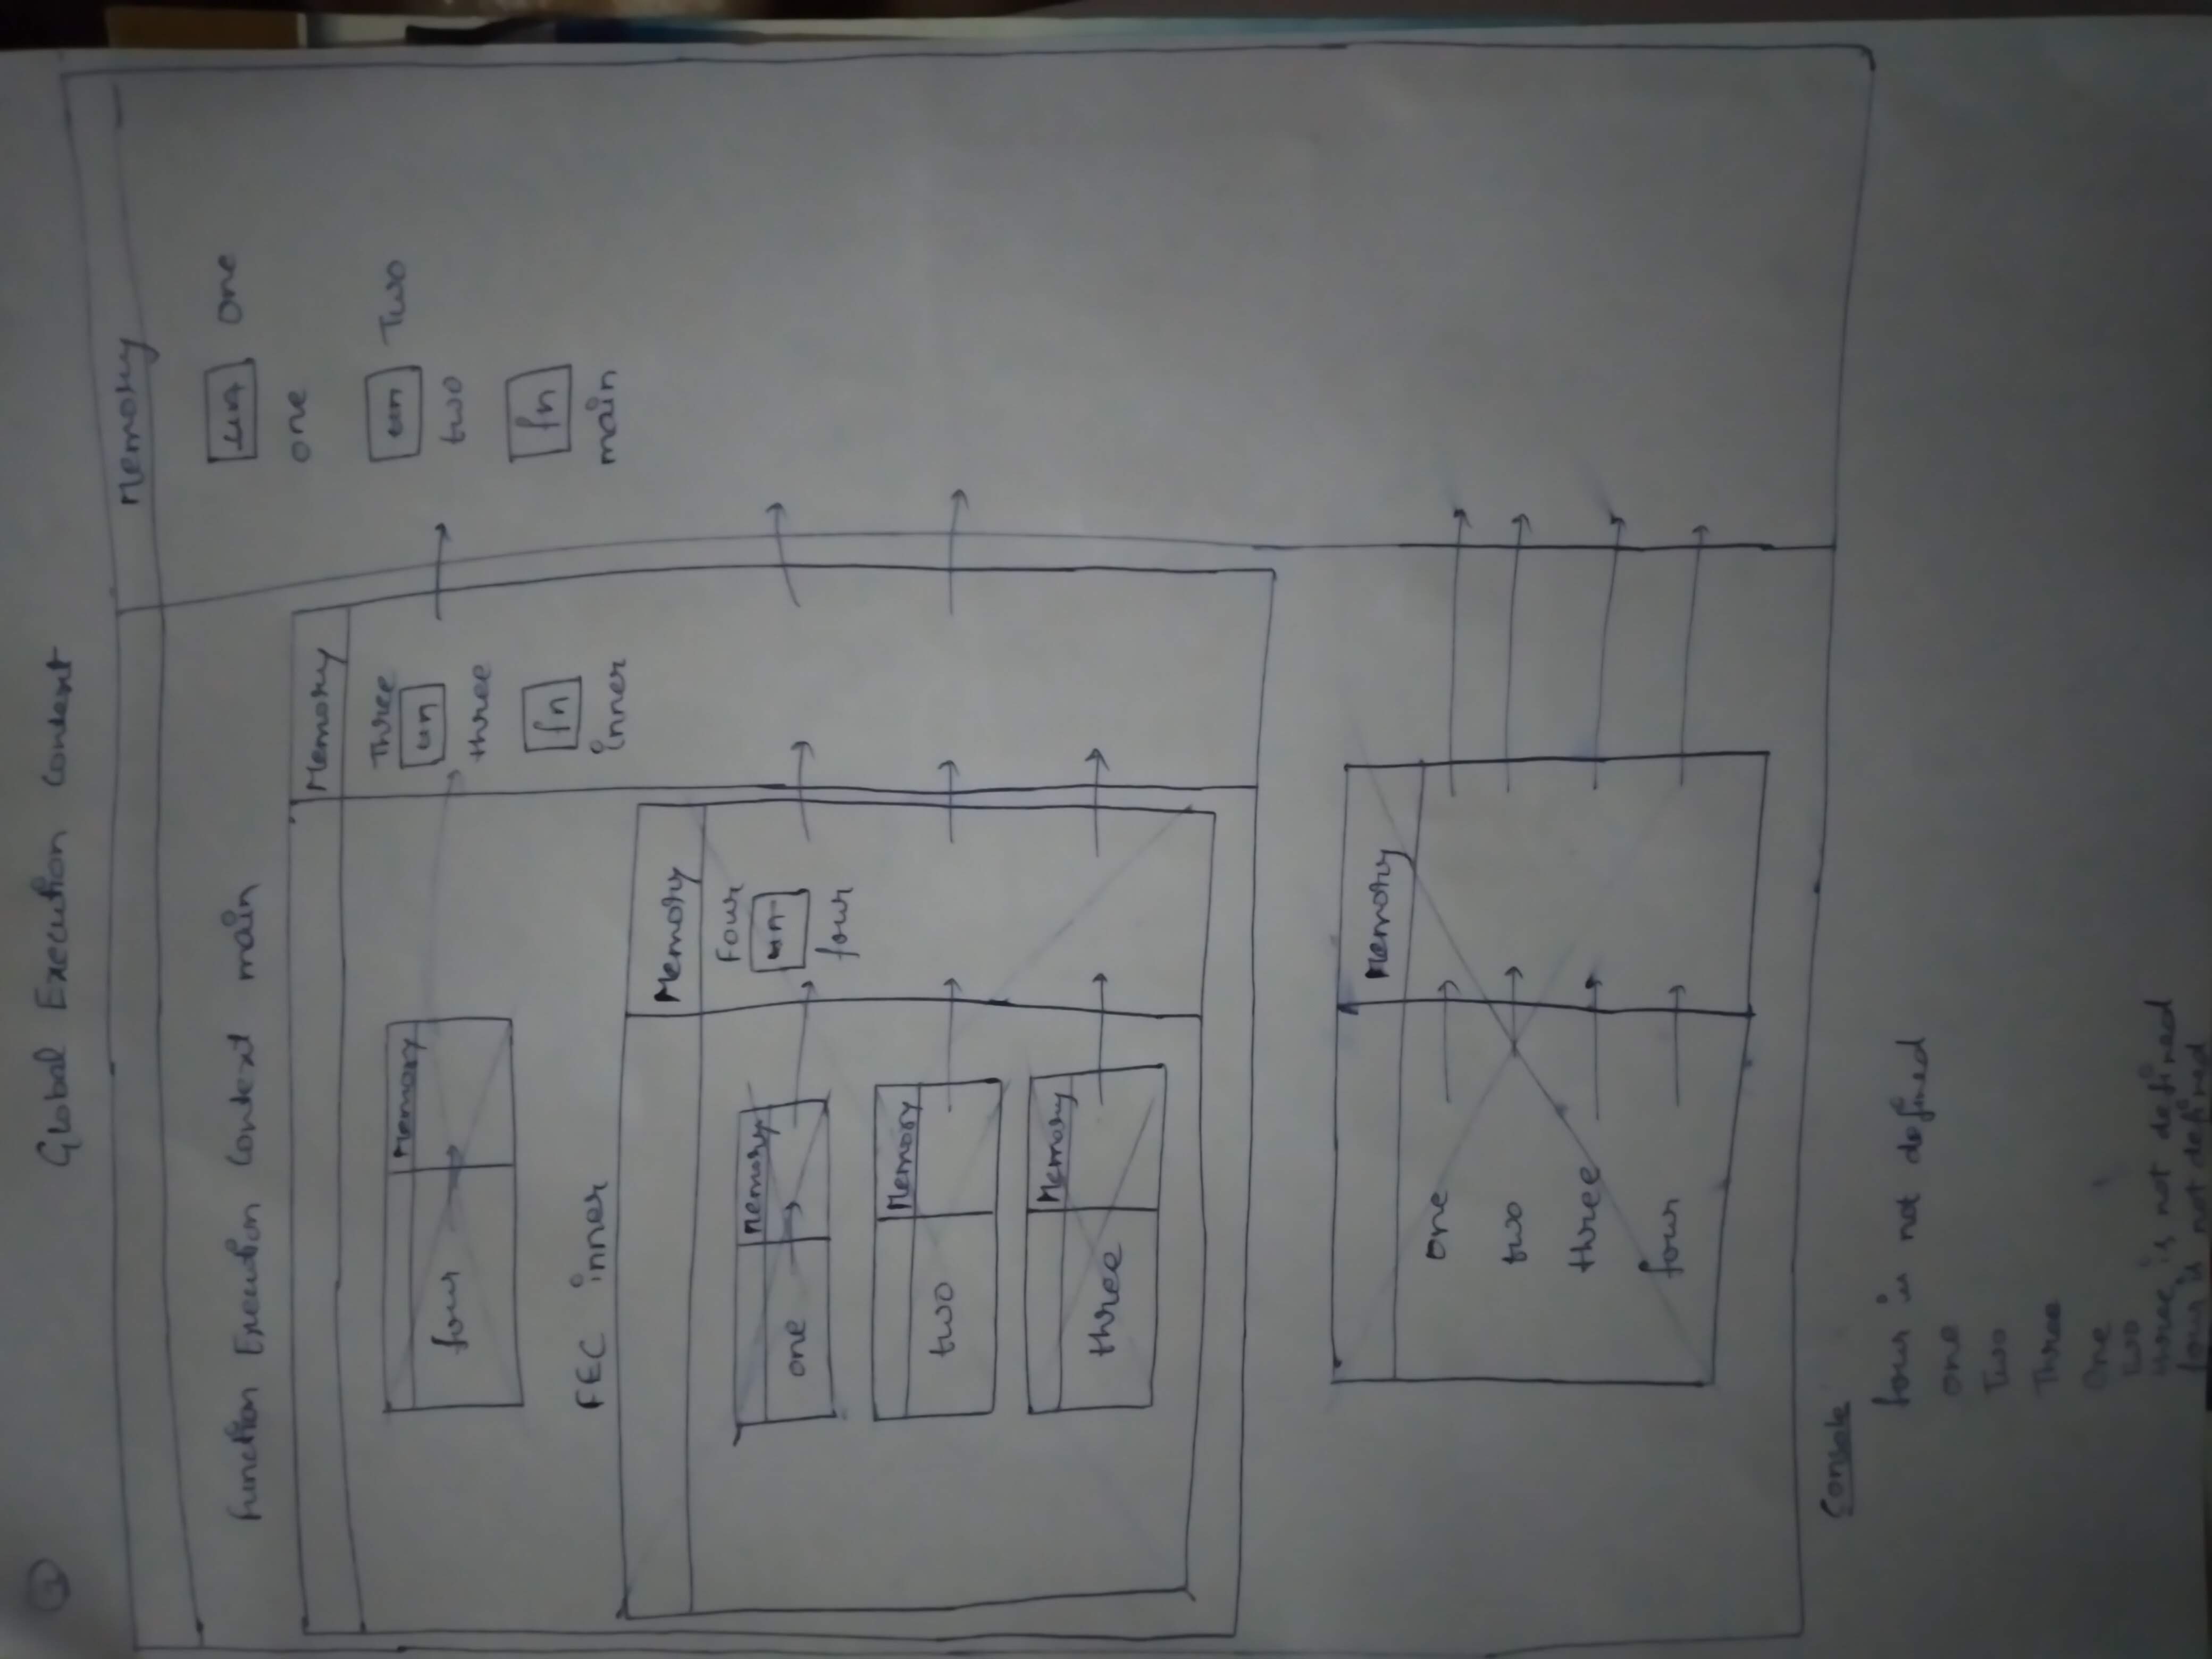 1
Global Execution Context
Memory
un One
one
un Two
two
fn
main
Function Execution Context main
Memory
Three
un
three
fn
inner
Memory
four
FEC inner
Memory
Four
un
four
Memory
one
Memory
two
Memory
three
Memory
one
two
three
four
Console
four is not defined
one
Two
Three
One
two
three is not defined
four is not defined